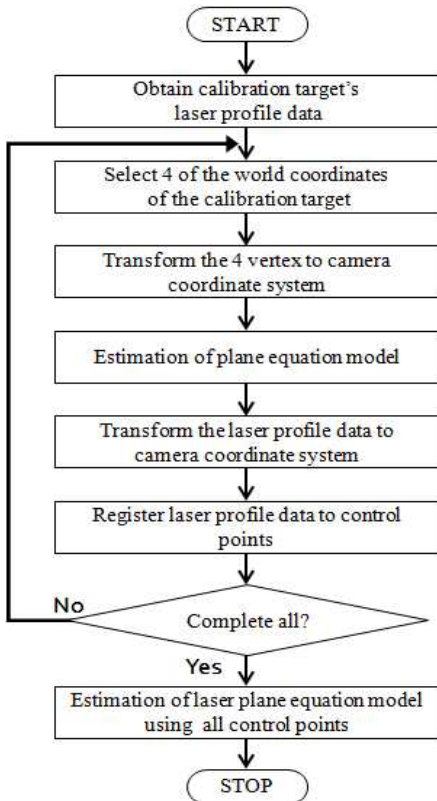 START
Obtain calibration target's
laser profile data
Select 4 of the world coordinates
of the calibration target
Transform the 4 vertex to camera
coordinate system
Estimation of plane equation model
Transform the laser profile data to
camera coordinate system
Register laser profile data to control
points
No
Complete all?
Yes
Estimation of laser plane equation model
using all control points
STOP